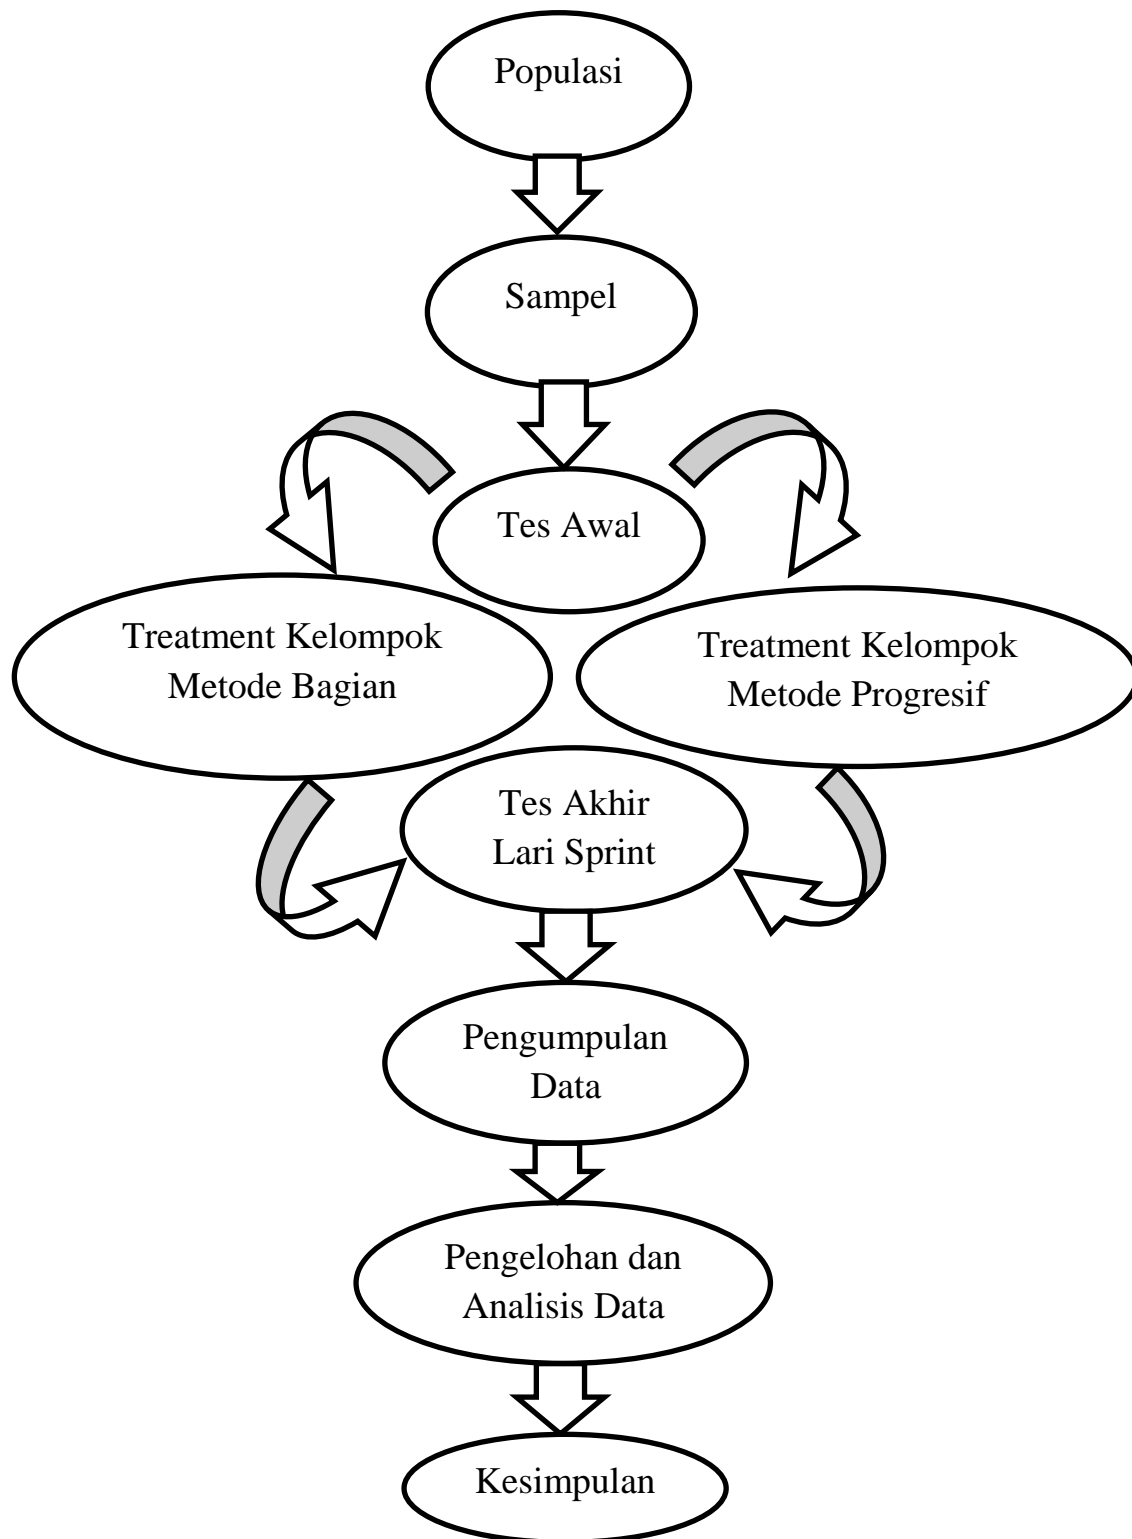 Populasi
Sampel
Tes Awal
Treatment Kelompok
Metode Bagian
Treatment Kelompok
Metode Progresif
Tes Akhir
Lari Sprint
Pengumpulan
Data
Pengelohan dan
Analisis Data
Kesimpulan